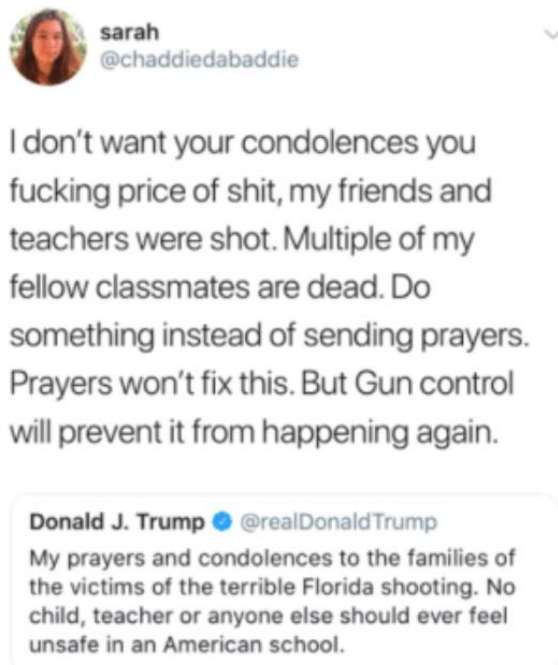 sarah
@chaddiedabaddie
I don't want your condolences you
fucking price of shit, my friends and
teachers were shot. Multiple of my
fellow classmates are dead. Do
something instead of sending prayers.
Prayers won't fix this. But Gun control
will prevent it from happening again.
Donald J. Trump @realDonaldTrump
My prayers and condolences to the families of
the victims of the terrible Florida shooting. No
child, teacher or anyone else should ever feel
unsafe in an American school.